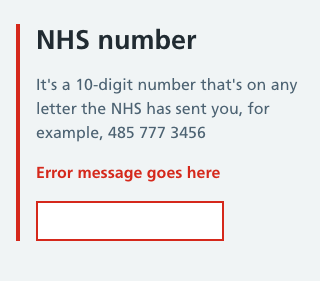 NHS number
It's a 10-digit number that's on any
letter the NHS has sent you, for
example, 485 777 3456
Error message goes here